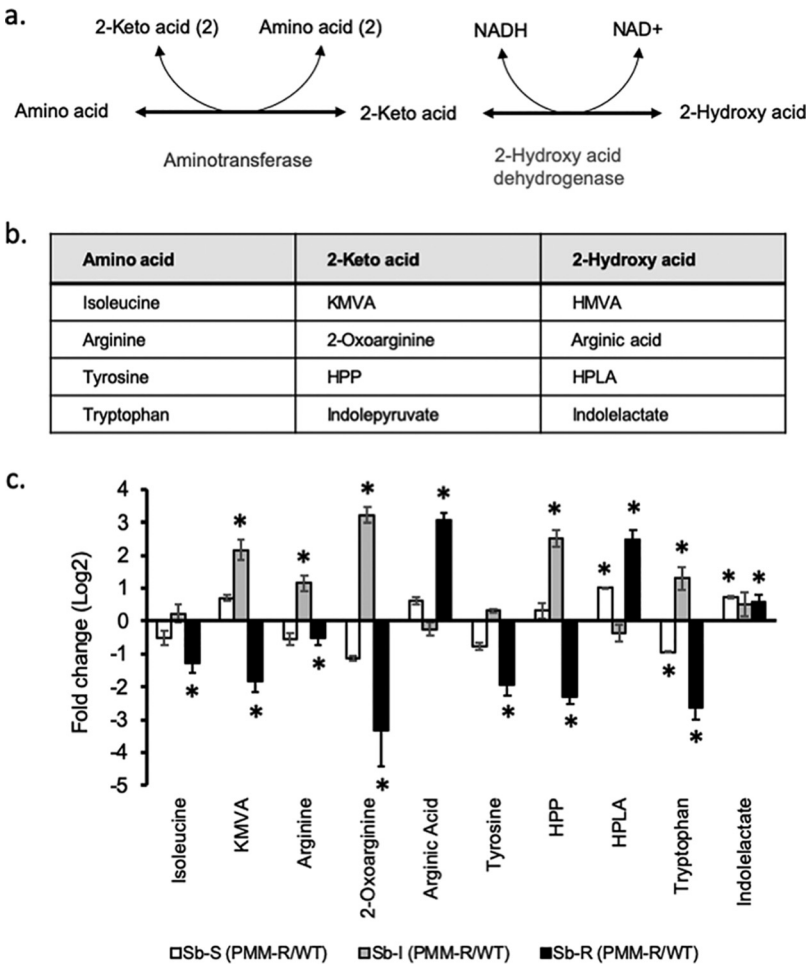 a.
2-Keto acid (2) Amino acid (2) NADH NAD+
Amino acid 2-Keto acid 2-Hydroxy acid
Aminotransferase 2-Hydroxy acid
dehydrogenase
b.
Amino acid 2-Keto acid 2-Hydroxy acid
Isoleucine KMVA HMVA
Arginine 2-Oxoarginine Arginic acid
Tyrosine HPP HPLA
Tryptophan Indolepyruvate Indolelactate
c.
Fold change (Log2)
4
3
2
1
0
-1
-2
-3
-4
-5
* * * * * * * * *
* * * * * * * *
Isoleucine
KMVA
Arginine
2-Oxoarginine
Arginic Acid
Tyrosine
HPP
HPLA
Tryptophan
Indolelactate
Sb-S (PMM-R/WT) Sb-I (PMM-R/WT) Sb-R (PMM-R/WT)